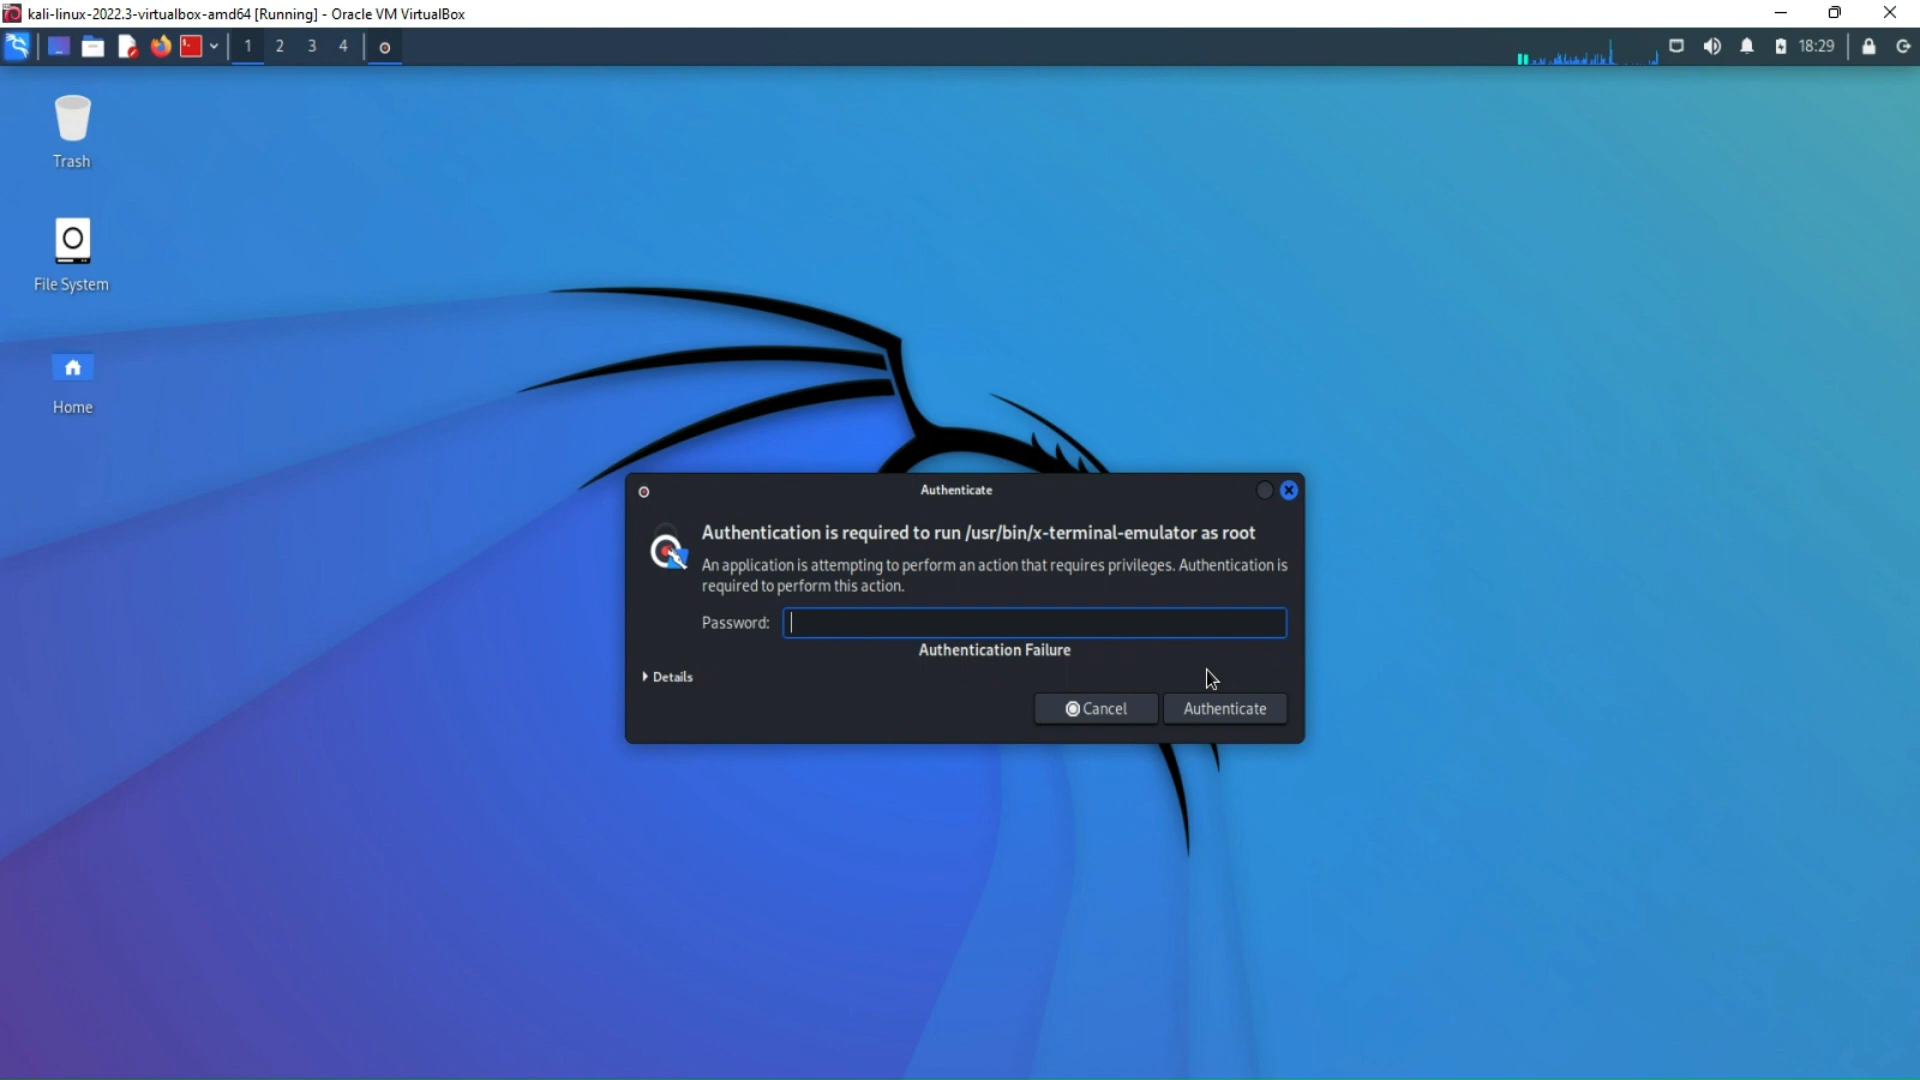 kali-linux-2022.3-virtualbox-amd64 [Running] - Oracle VM VirtualBox
1 2 3 4 18:29
Trash
File System
Home
Authenticate
Authentication is required to run /usr/bin/x-terminal-emulator as root
An application is attempting to perform an action that requires privileges. Authentication is
required to perform this action.
Password:
Authentication Failure
Details
Cancel Authenticate